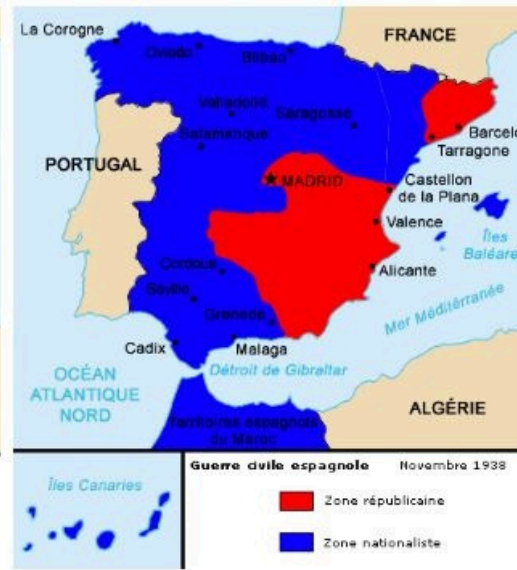 La Corogne
Oviedo
Bilbao
FRANCE
Valladolid
Saragosse
Salamanque
Barcelo
Tarragone
PORTUGAL
MADRID
Castellon
de la Plana
Valence
Îles
Baléare
Alicante
Cordoue
Séville
Grenade
Mer Méditérranée
Cadix
Malaga
Détroit de Gibraltar
OCÉAN
ATLANTIQUE
NORD
ALGÉRIE
Territoires espagnols
du Maroc
Îles Canaries
Guerre civile espagnole Novembre 1938
Zone républicaine
Zone nationaliste